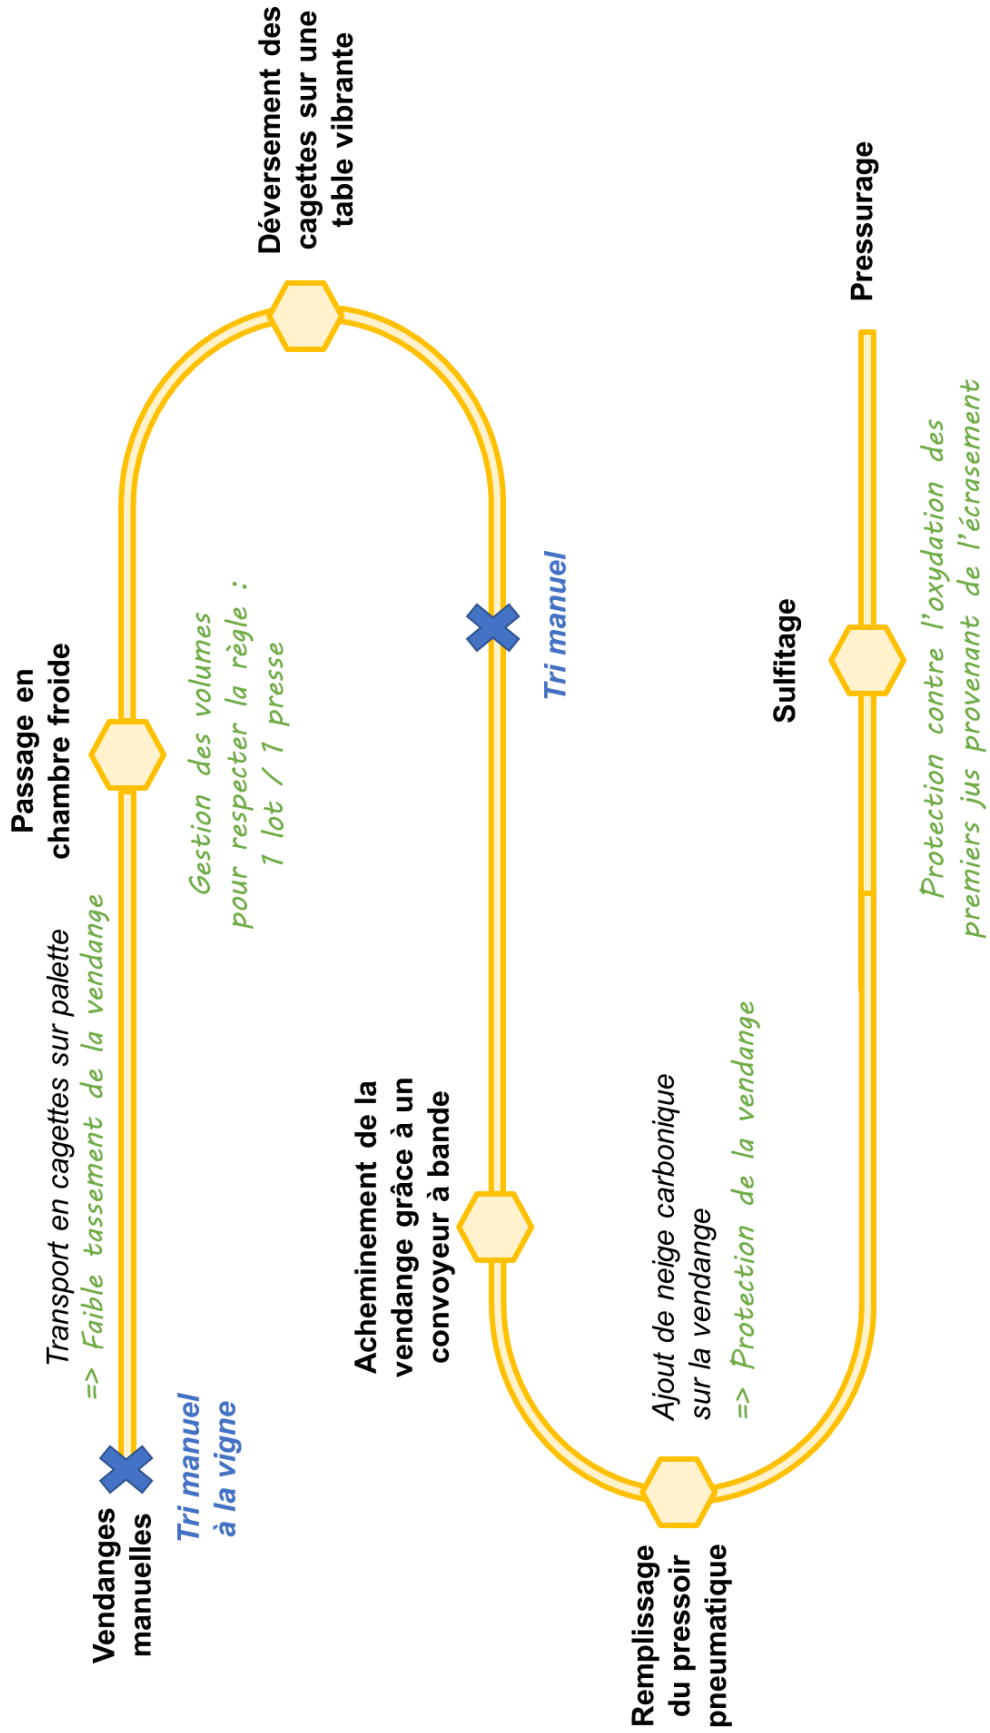 Vendanges
manuelles
Tri manuel
à la vigne
Transport en cagettes sur palette
=> Faible tassement de la vendange
Passage en
chambre froide
Gestion des volumes
pour respecter la règle :
1 lot / 1 presse
Déversement des
cagettes sur une
table vibrante
Tri manuel
Acheminement de la
vendange grâce à un
convoyeur à bande
Remplissage
du pressoir
pneumatique
Ajout de neige carbonique
sur la vendange
=> Protection de la vendange
Sulfitage
Protection contre l'oxydation des
premiers jus provenant de l'écrasement
Pressurage